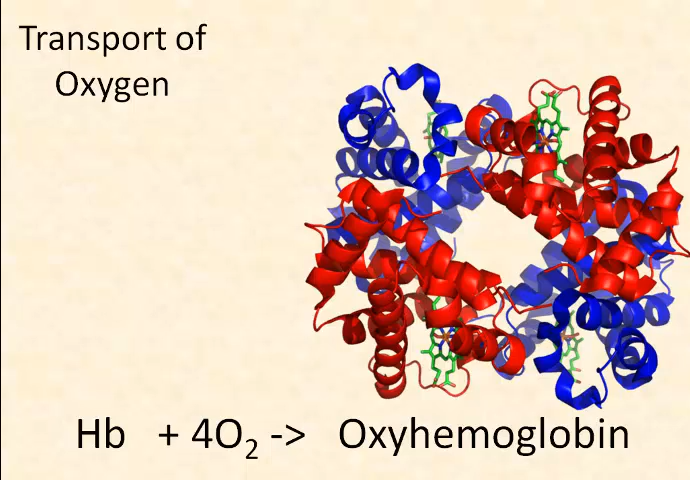 Transport of
Oxygen
Hb + 4O₂ -> Oxyhemoglobin